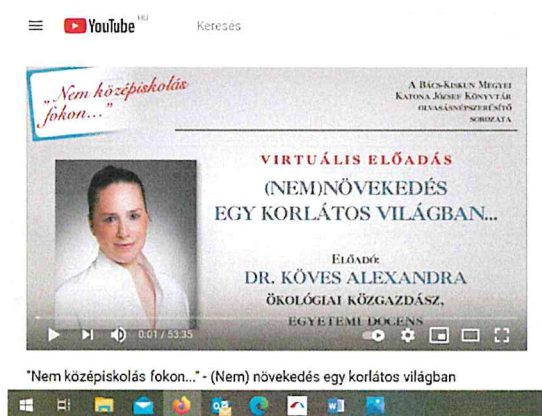 YouTube HU
Keresés
„Nem középiskolás
fokon..."
A Bács-Kiskun Megyei
Katona József Könyvtár
olvasásnépszerűsítő
sorozata
VIRTUÁLIS ELŐADÁS
(NEM)NÖVEKEDÉS
EGY KORLÁTOS VILÁGBAN...
Előadó:
DR. KÖVES ALEXANDRA
ÖKOLÓGIAI KÖZGAZDÁSZ,
EGYETEMI DOCENS
0:01 / 53:35
"Nem középiskolás fokon..." - (Nem) növekedés egy korlátos világban